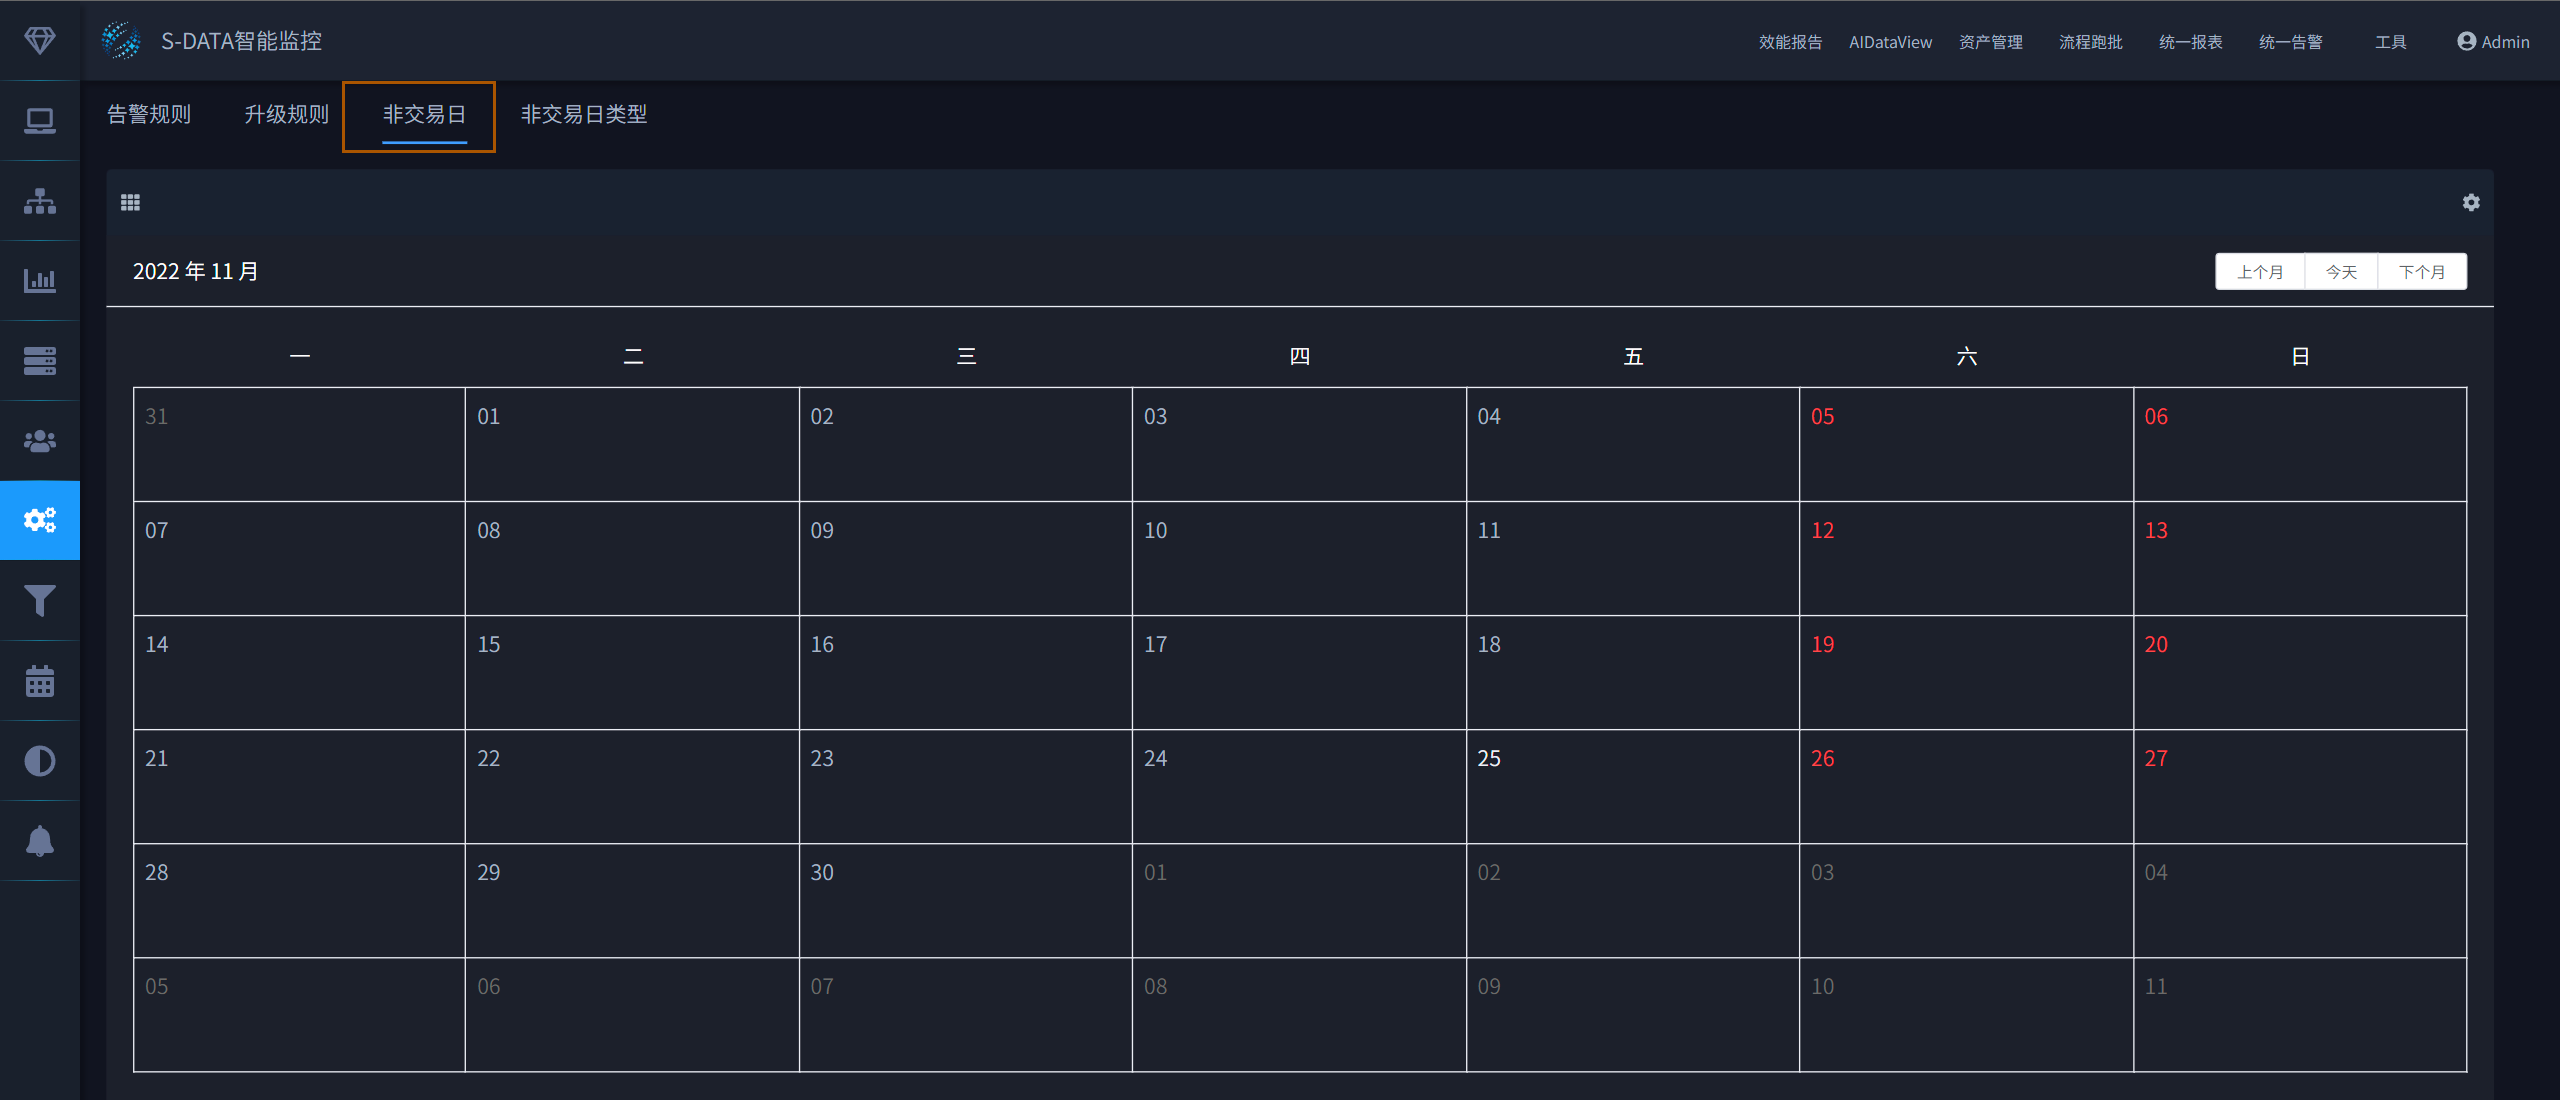 S-DATA智能监控
效能报告 AIDataView 资产管理 流程跑批 统一报表 统一告警 工具 Admin
告警规则 升级规则 非交易日 非交易日类型
2022 年 11 月
上个月 今天 下个月
一 二 三 四 五 六 日
31 01 02 03 04 05 06
07 08 09 10 11 12 13
14 15 16 17 18 19 20
21 22 23 24 25 26 27
28 29 30 01 02 03 04
05 06 07 08 09 10 11